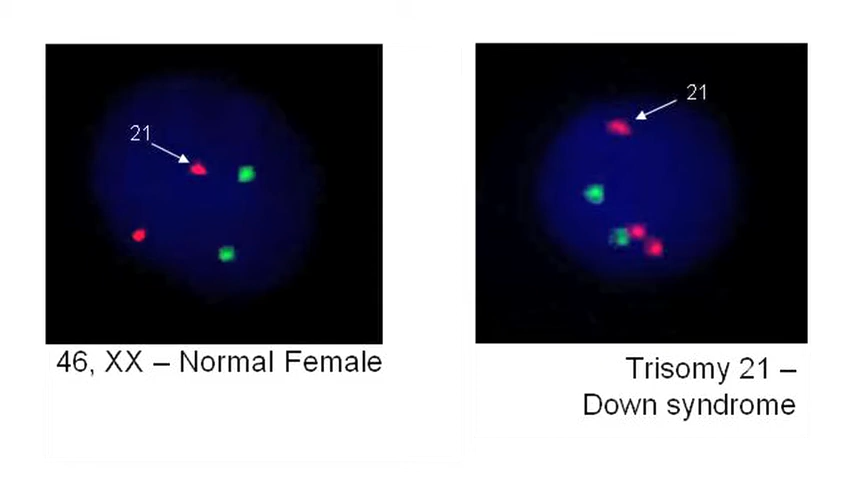 21
46, XX – Normal Female
21
Trisomy 21 –
Down syndrome